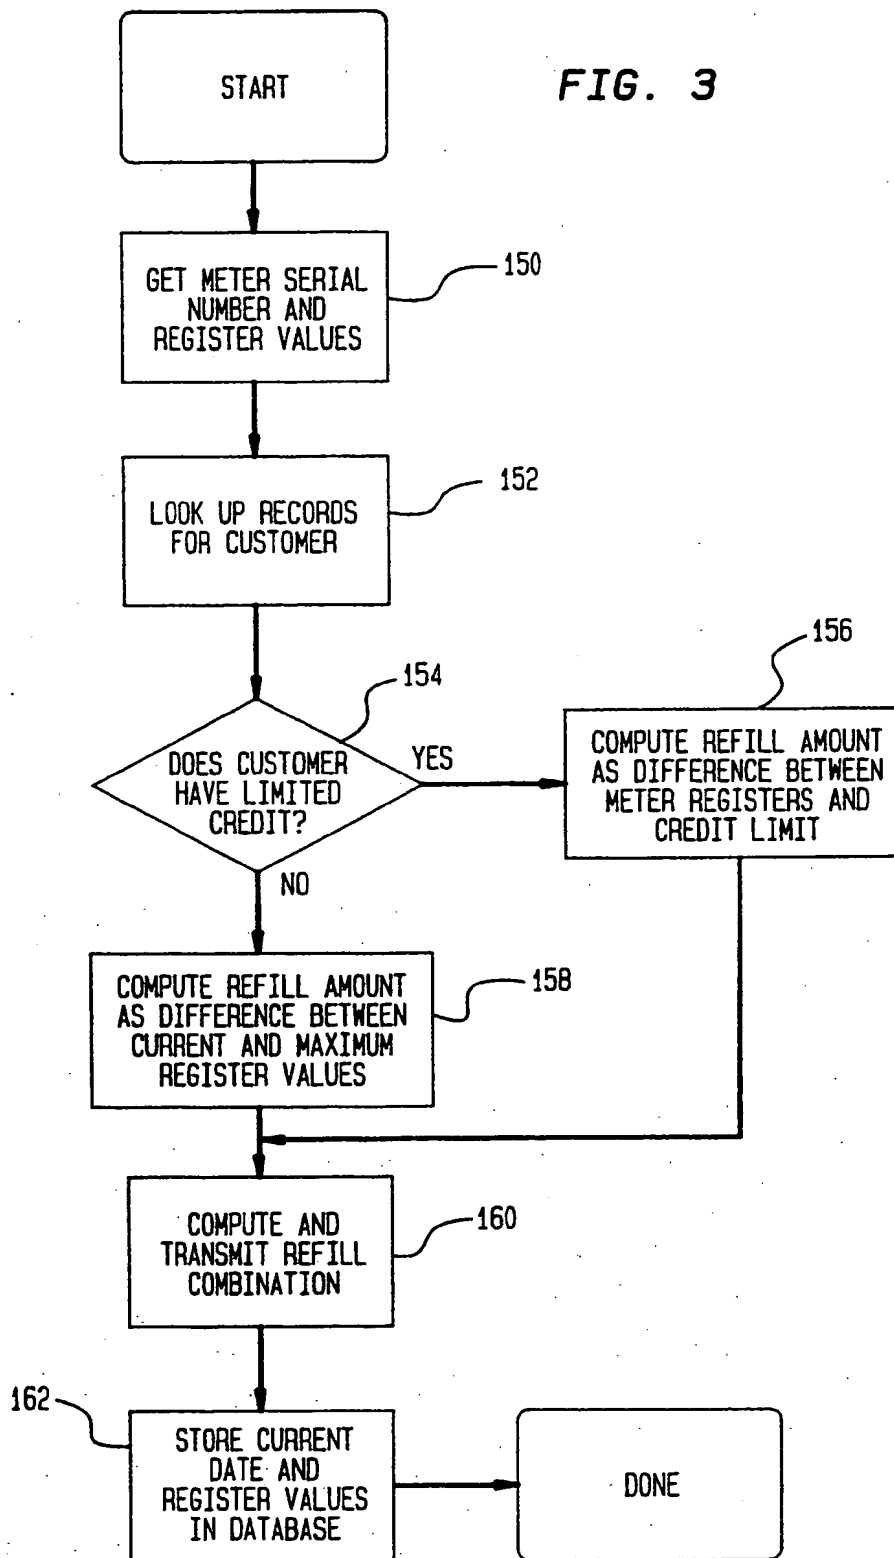 START
FIG. 3
GET METER SERIAL
NUMBER AND
REGISTER VALUES
150
LOOK UP RECORDS
FOR CUSTOMER
152
154
DOES CUSTOMER
HAVE LIMITED
CREDIT?
YES
156
COMPUTE REFILL AMOUNT
AS DIFFERENCE BETWEEN
METER REGISTERS AND
CREDIT LIMIT
NO
COMPUTE REFILL AMOUNT
AS DIFFERENCE BETWEEN
CURRENT AND MAXIMUM
REGISTER VALUES
158
COMPUTE AND
TRANSMIT REFILL
COMBINATION
160
162
STORE CURRENT
DATE AND
REGISTER VALUES
IN DATABASE
DONE